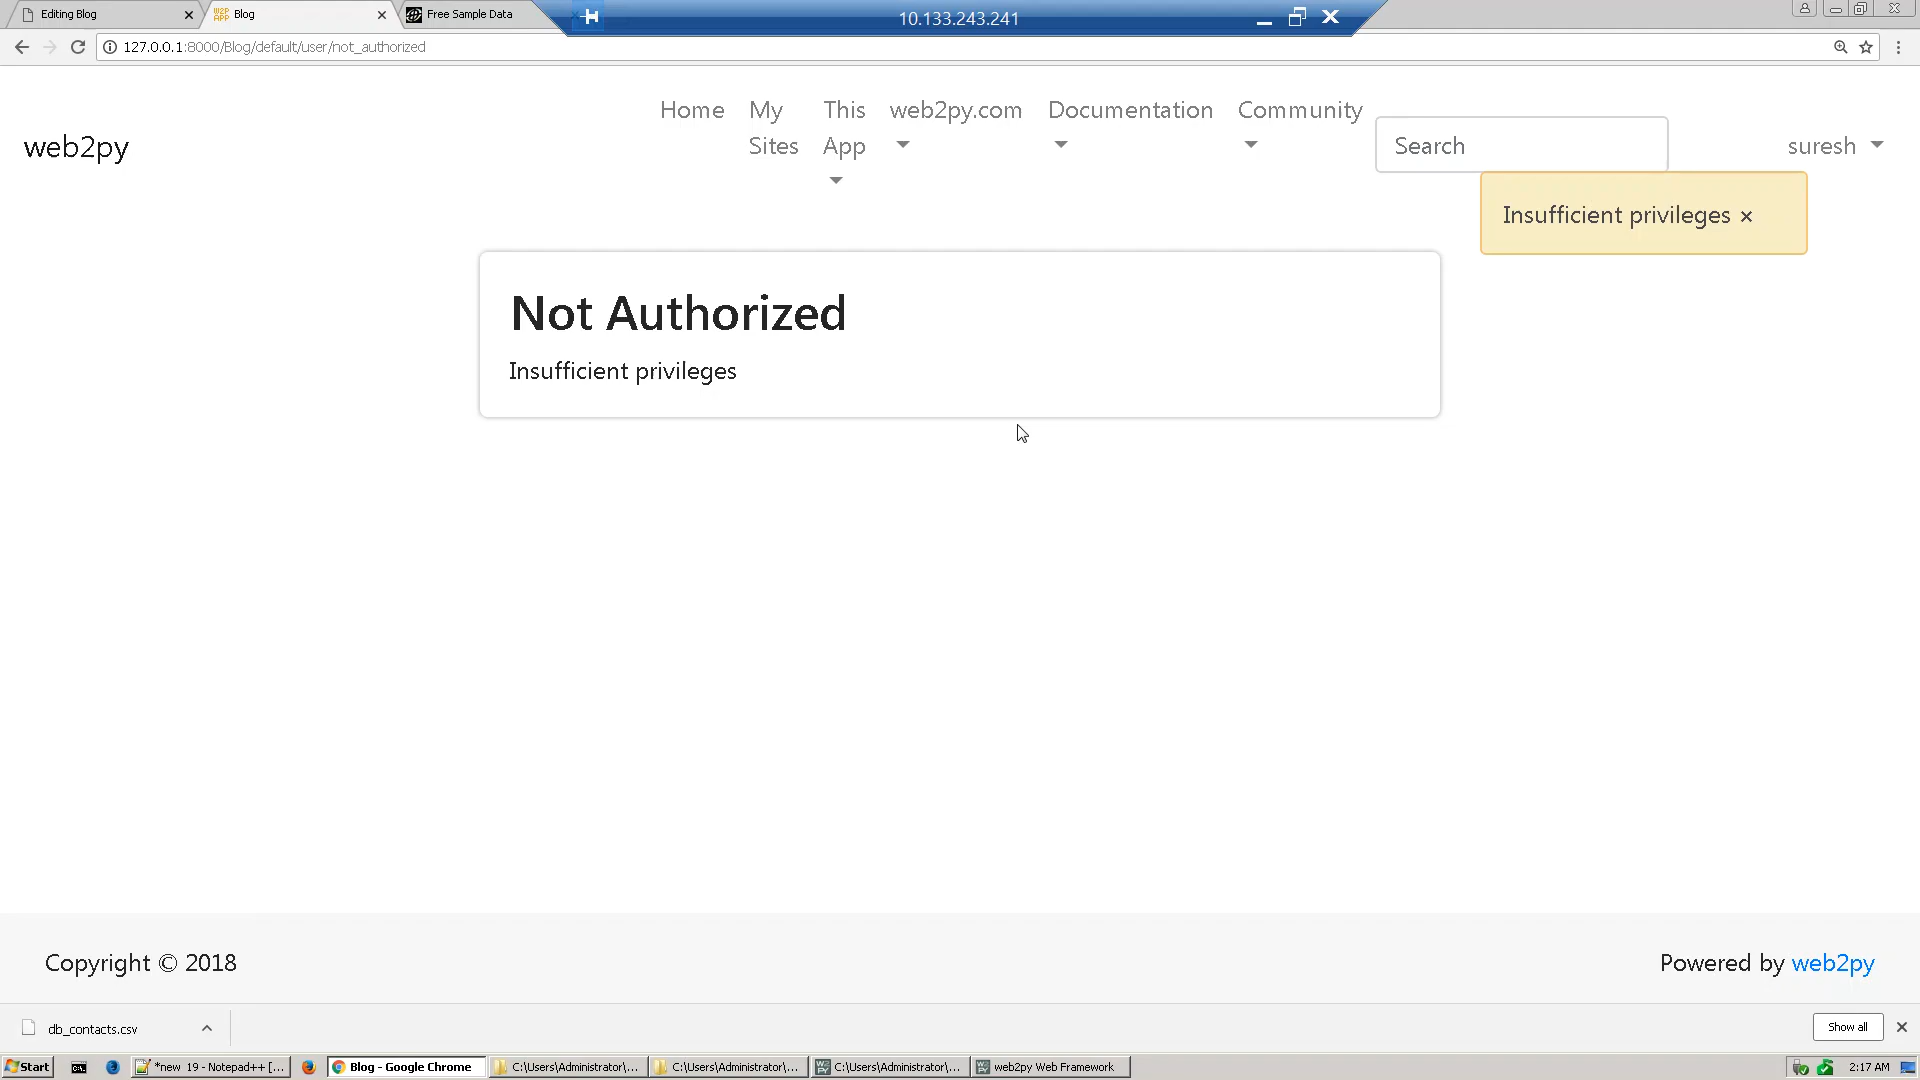 Editing Blog
Blog
Free Sample Data
10.133.243.241
127.0.0.1:8000/Blog/default/user/not_authorized
web2py
Home
My Sites
This App
web2py.com
Documentation
Community
Search
suresh
Insufficient privileges ×
Not Authorized
Insufficient privileges
Copyright © 2018
Powered by web2py
db_contacts.csv
Show all
Start
*new 19 - Notepad++ [...
Blog - Google Chrome
C:\Users\Administrator\...
C:\Users\Administrator\...
C:\Users\Administrator\...
web2py Web Framework
2:17 AM